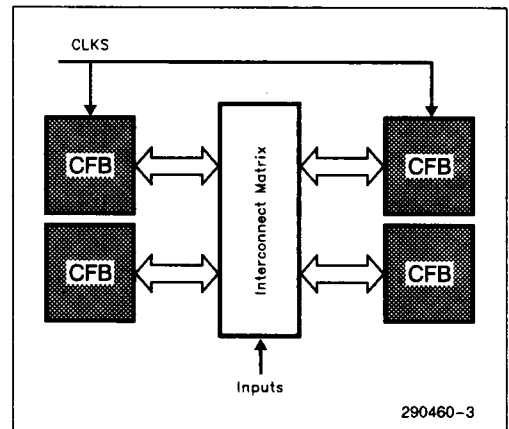 CLKS
CFB
CFB
Interconnect Matrix
CFB
CFB
Inputs
290460-3